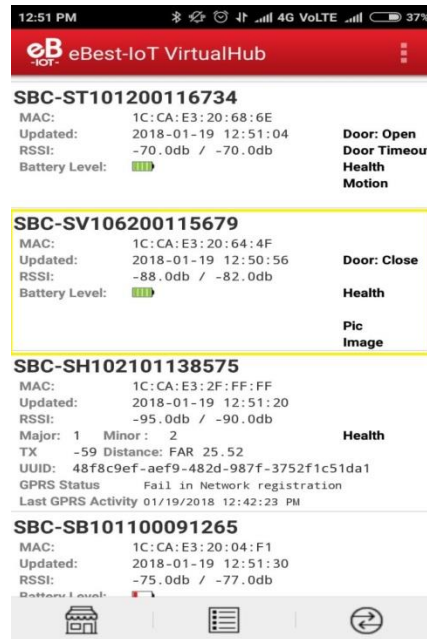 12:51 PM 4G VoLTE 37%
eB -IOT- eBest-IoT VirtualHub
SBC-ST101200116734
MAC: 1C:CA:E3:20:68:6E
Updated: 2018-01-19 12:51:04 Door: Open
RSSI: -70.0db / -70.0db Door Timeou
Battery Level: Health
Motion
SBC-SV106200115679
MAC: 1C:CA:E3:20:64:4F
Updated: 2018-01-19 12:50:56 Door: Close
RSSI: -88.0db / -82.0db
Battery Level: Health
Pic
Image
SBC-SH102101138575
MAC: 1C:CA:E3:2F:FF:FF
Updated: 2018-01-19 12:51:20
RSSI: -95.0db / -90.0db
Major: 1 Minor : 2 Health
TX -59 Distance: FAR 25.52
UUID: 48f8c9ef-aef9-482d-987f-3752f1c51da1
GPRS Status Fail in Network registration
Last GPRS Activity 01/19/2018 12:42:23 PM
SBC-SB101100091265
MAC: 1C:CA:E3:20:04:F1
Updated: 2018-01-19 12:51:30
RSSI: -75.0db / -77.0db
Battery Level: